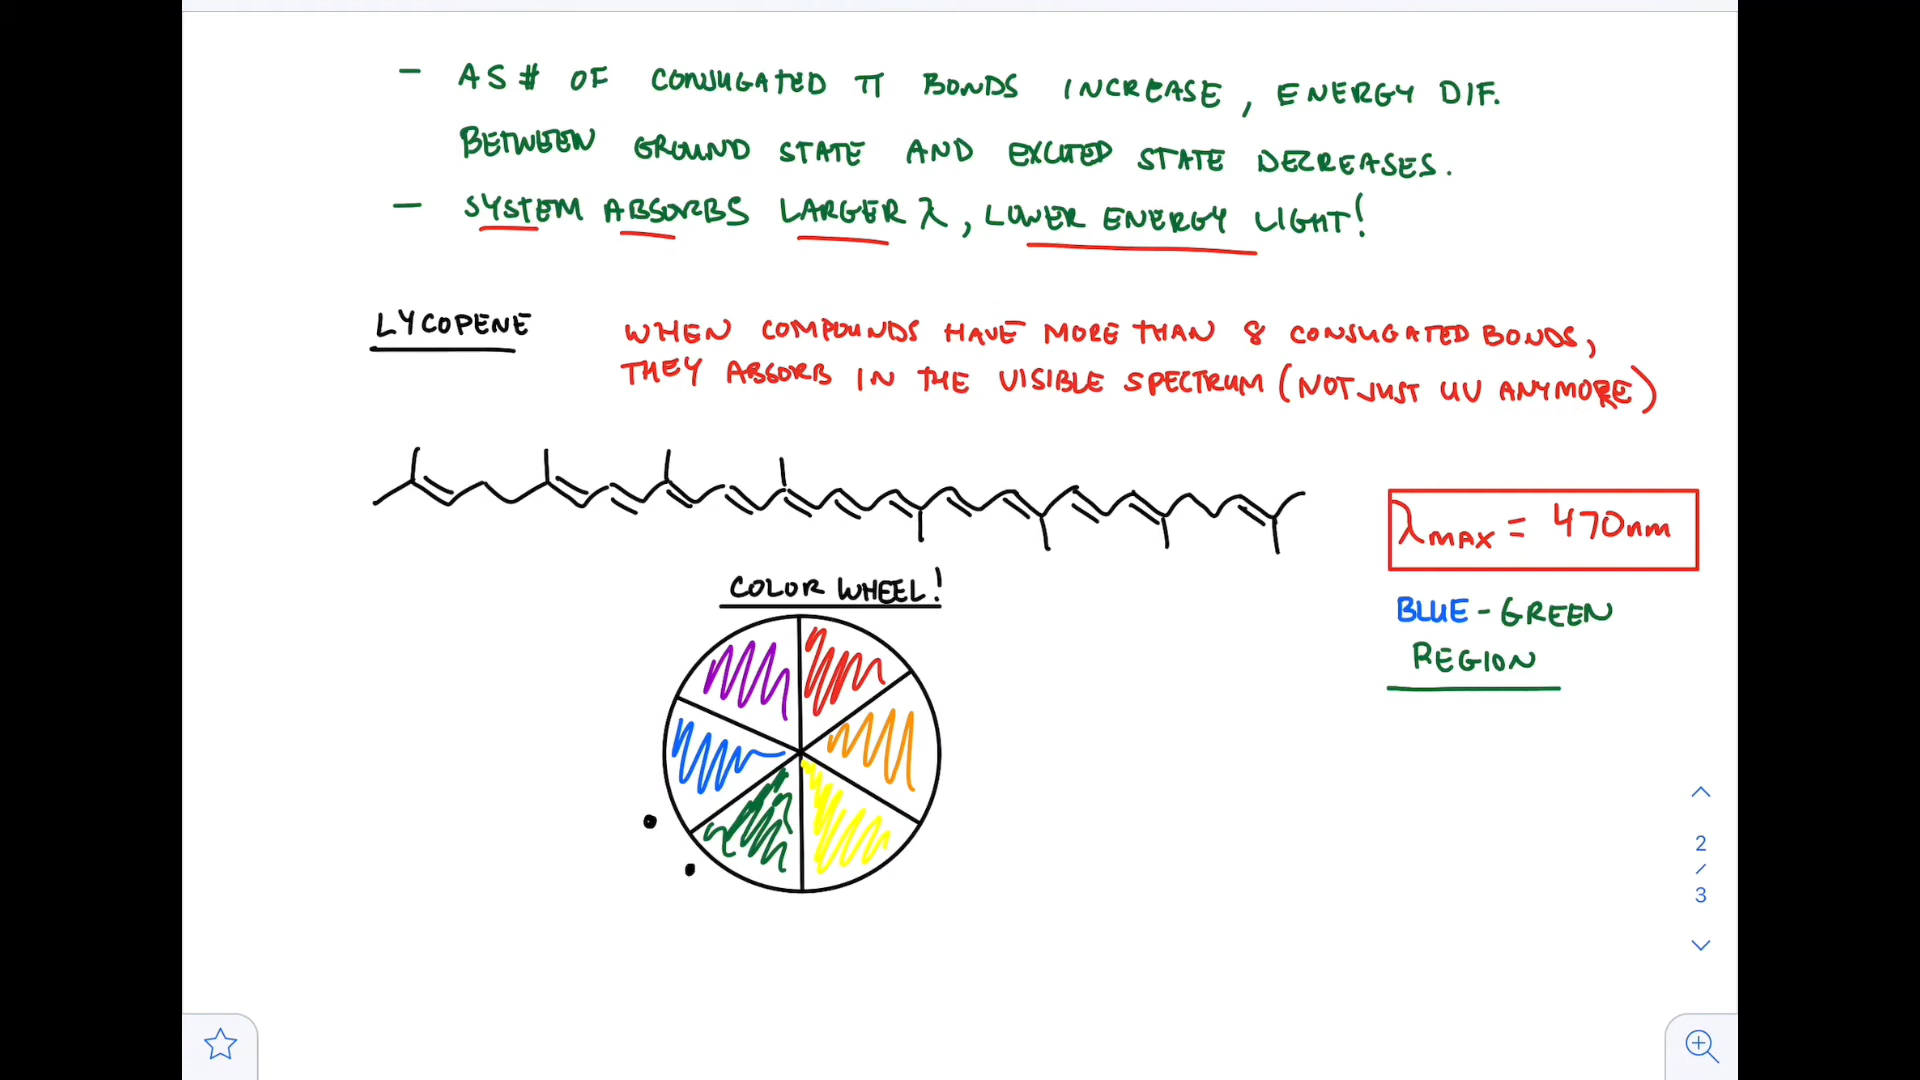 - AS # OF CONJUGATED π BONDS INCREASE, ENERGY DIF.
BETWEEN GROUND STATE AND EXCITED STATE DECREASES.
- SYSTEM ABSORBS LARGER λ, LOWER ENERGY LIGHT!
LYCOPENE
WHEN COMPOUNDS HAVE MORE THAN 8 CONJUGATED BONDS,
THEY ABSORB IN THE VISIBLE SPECTRUM (NOT JUST UV ANYMORE)
λMAX = 470nm
COLOR WHEEL!
BLUE-GREEN
REGION
2
/
3